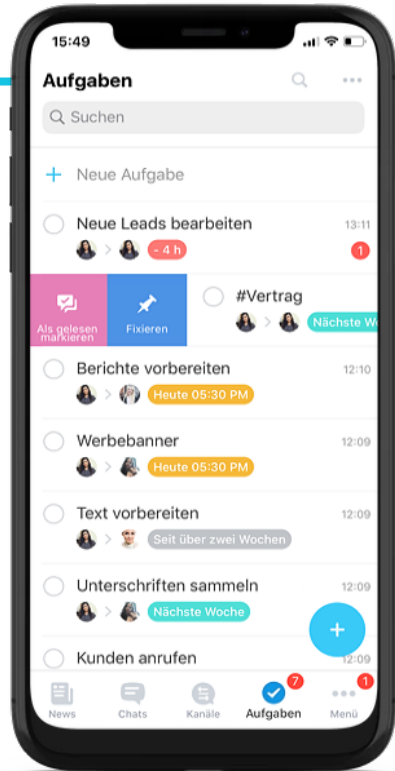 15:49
Aufgaben
Suchen
Neue Aufgabe
Neue Leads bearbeiten 13:11
- 4 h 1
Als gelesen markieren
Fixieren
#Vertrag
Nächste We
Berichte vorbereiten 12:10
Heute 05:30 PM
Werbebanner 12:09
Heute 05:30 PM
Text vorbereiten 12:09
Seit über zwei Wochen
Unterschriften sammeln 12:09
Nächste Woche
Kunden anrufen 12:09
7 1
News Chats Kanäle Aufgaben Menü